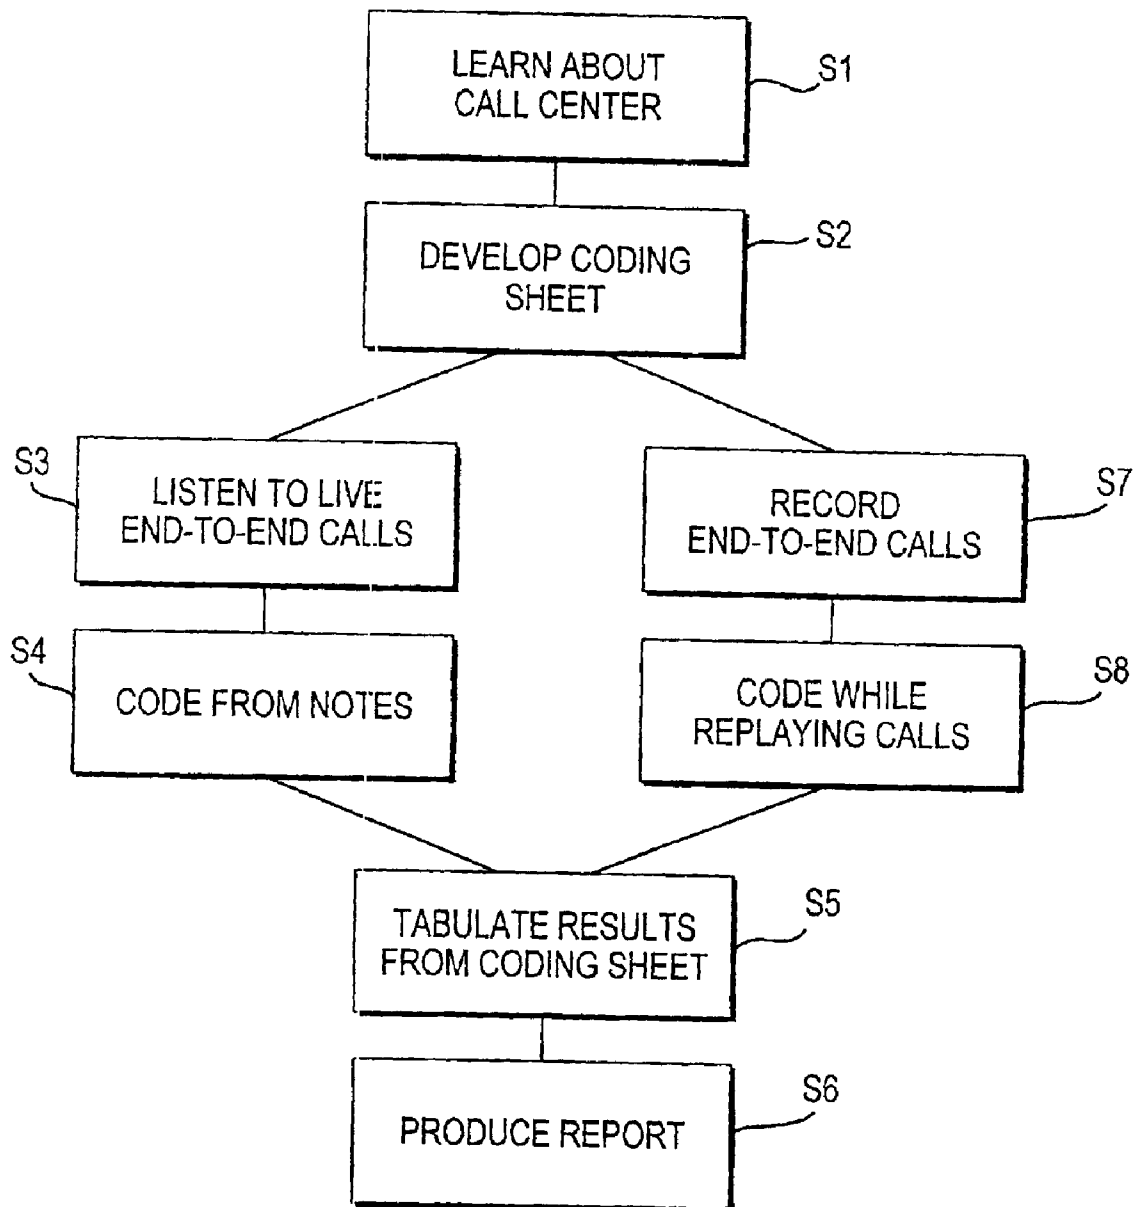 LEARN ABOUT
CALL CENTER
S1
DEVELOP CODING
SHEET
S2
S3
LISTEN TO LIVE
END-TO-END CALLS
RECORD
END-TO-END CALLS
S7
S4
CODE FROM NOTES
CODE WHILE
REPLAYING CALLS
S8
TABULATE RESULTS
FROM CODING SHEET
S5
PRODUCE REPORT
S6